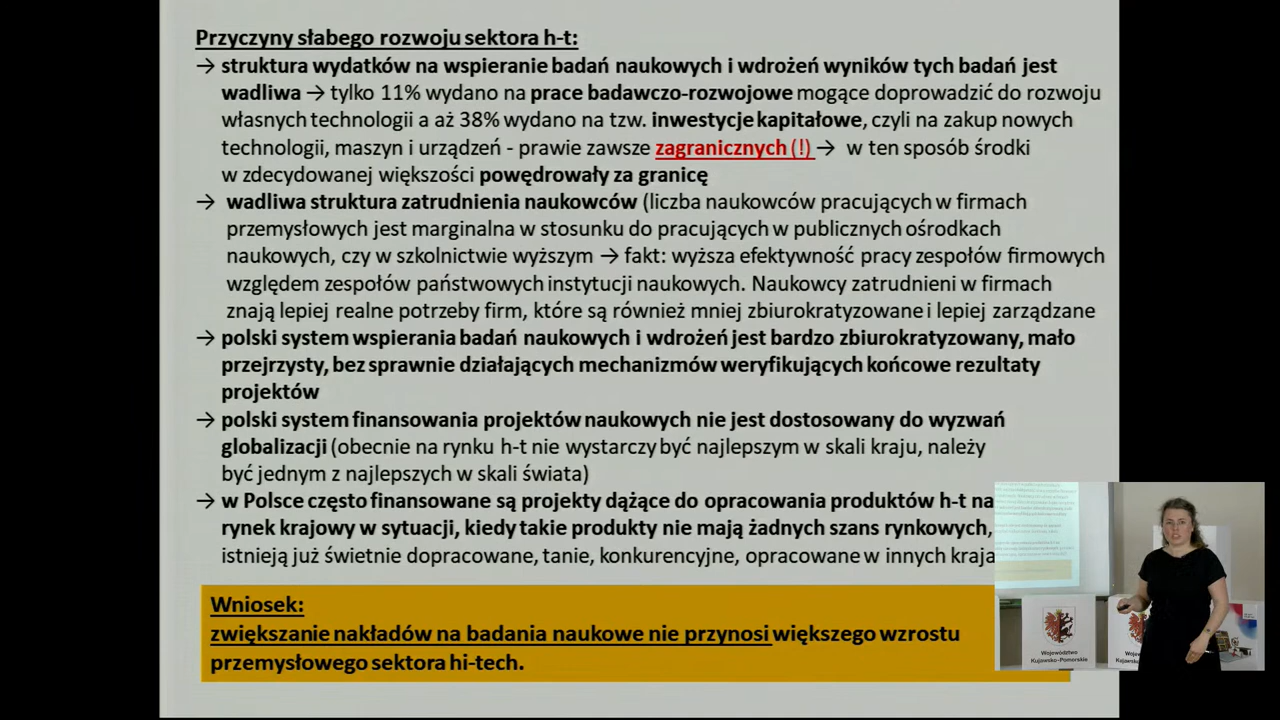 Przyczyny słabego rozwoju sektora h-t:
→ struktura wydatków na wspieranie badań naukowych i wdrożeń wyników tych badań jest
wadliwa → tylko 11% wydano na prace badawczo-rozwojowe mogące doprowadzić do rozwoju
własnych technologii a aż 38% wydano na tzw. inwestycje kapitałowe, czyli na zakup nowych
technologii, maszyn i urządzeń - prawie zawsze zagranicznych (!) → w ten sposób środki
w zdecydowanej większości powędrowały za granicę
→ wadliwa struktura zatrudnienia naukowców (liczba naukowców pracujących w firmach
przemysłowych jest marginalna w stosunku do pracujących w publicznych ośrodkach
naukowych, czy w szkolnictwie wyższym → fakt: wyższa efektywność pracy zespołów firmowych
względem zespołów państwowych instytucji naukowych. Naukowcy zatrudnieni w firmach
znają lepiej realne potrzeby firm, które są również mniej zbiurokratyzowane i lepiej zarządzane
→ polski system wspierania badań naukowych i wdrożeń jest bardzo zbiurokratyzowany, mało
przejrzysty, bez sprawnie działających mechanizmów weryfikujących końcowe rezultaty
projektów
→ polski system finansowania projektów naukowych nie jest dostosowany do wyzwań
globalizacji (obecnie na rynku h-t nie wystarczy być najlepszym w skali kraju, należy
być jednym z najlepszych w skali świata)
→ w Polsce często finansowane są projekty dążące do opracowania produktów h-t na
rynek krajowy w sytuacji, kiedy takie produkty nie mają żadnych szans rynkowych,
istnieją już świetnie dopracowane, tanie, konkurencyjne, opracowane w innych kraja
Wniosek:
zwiększanie nakładów na badania naukowe nie przynosi większego wzrostu
przemysłowego sektora hi-tech.
Województwo
Kujawsko-Pomorskie